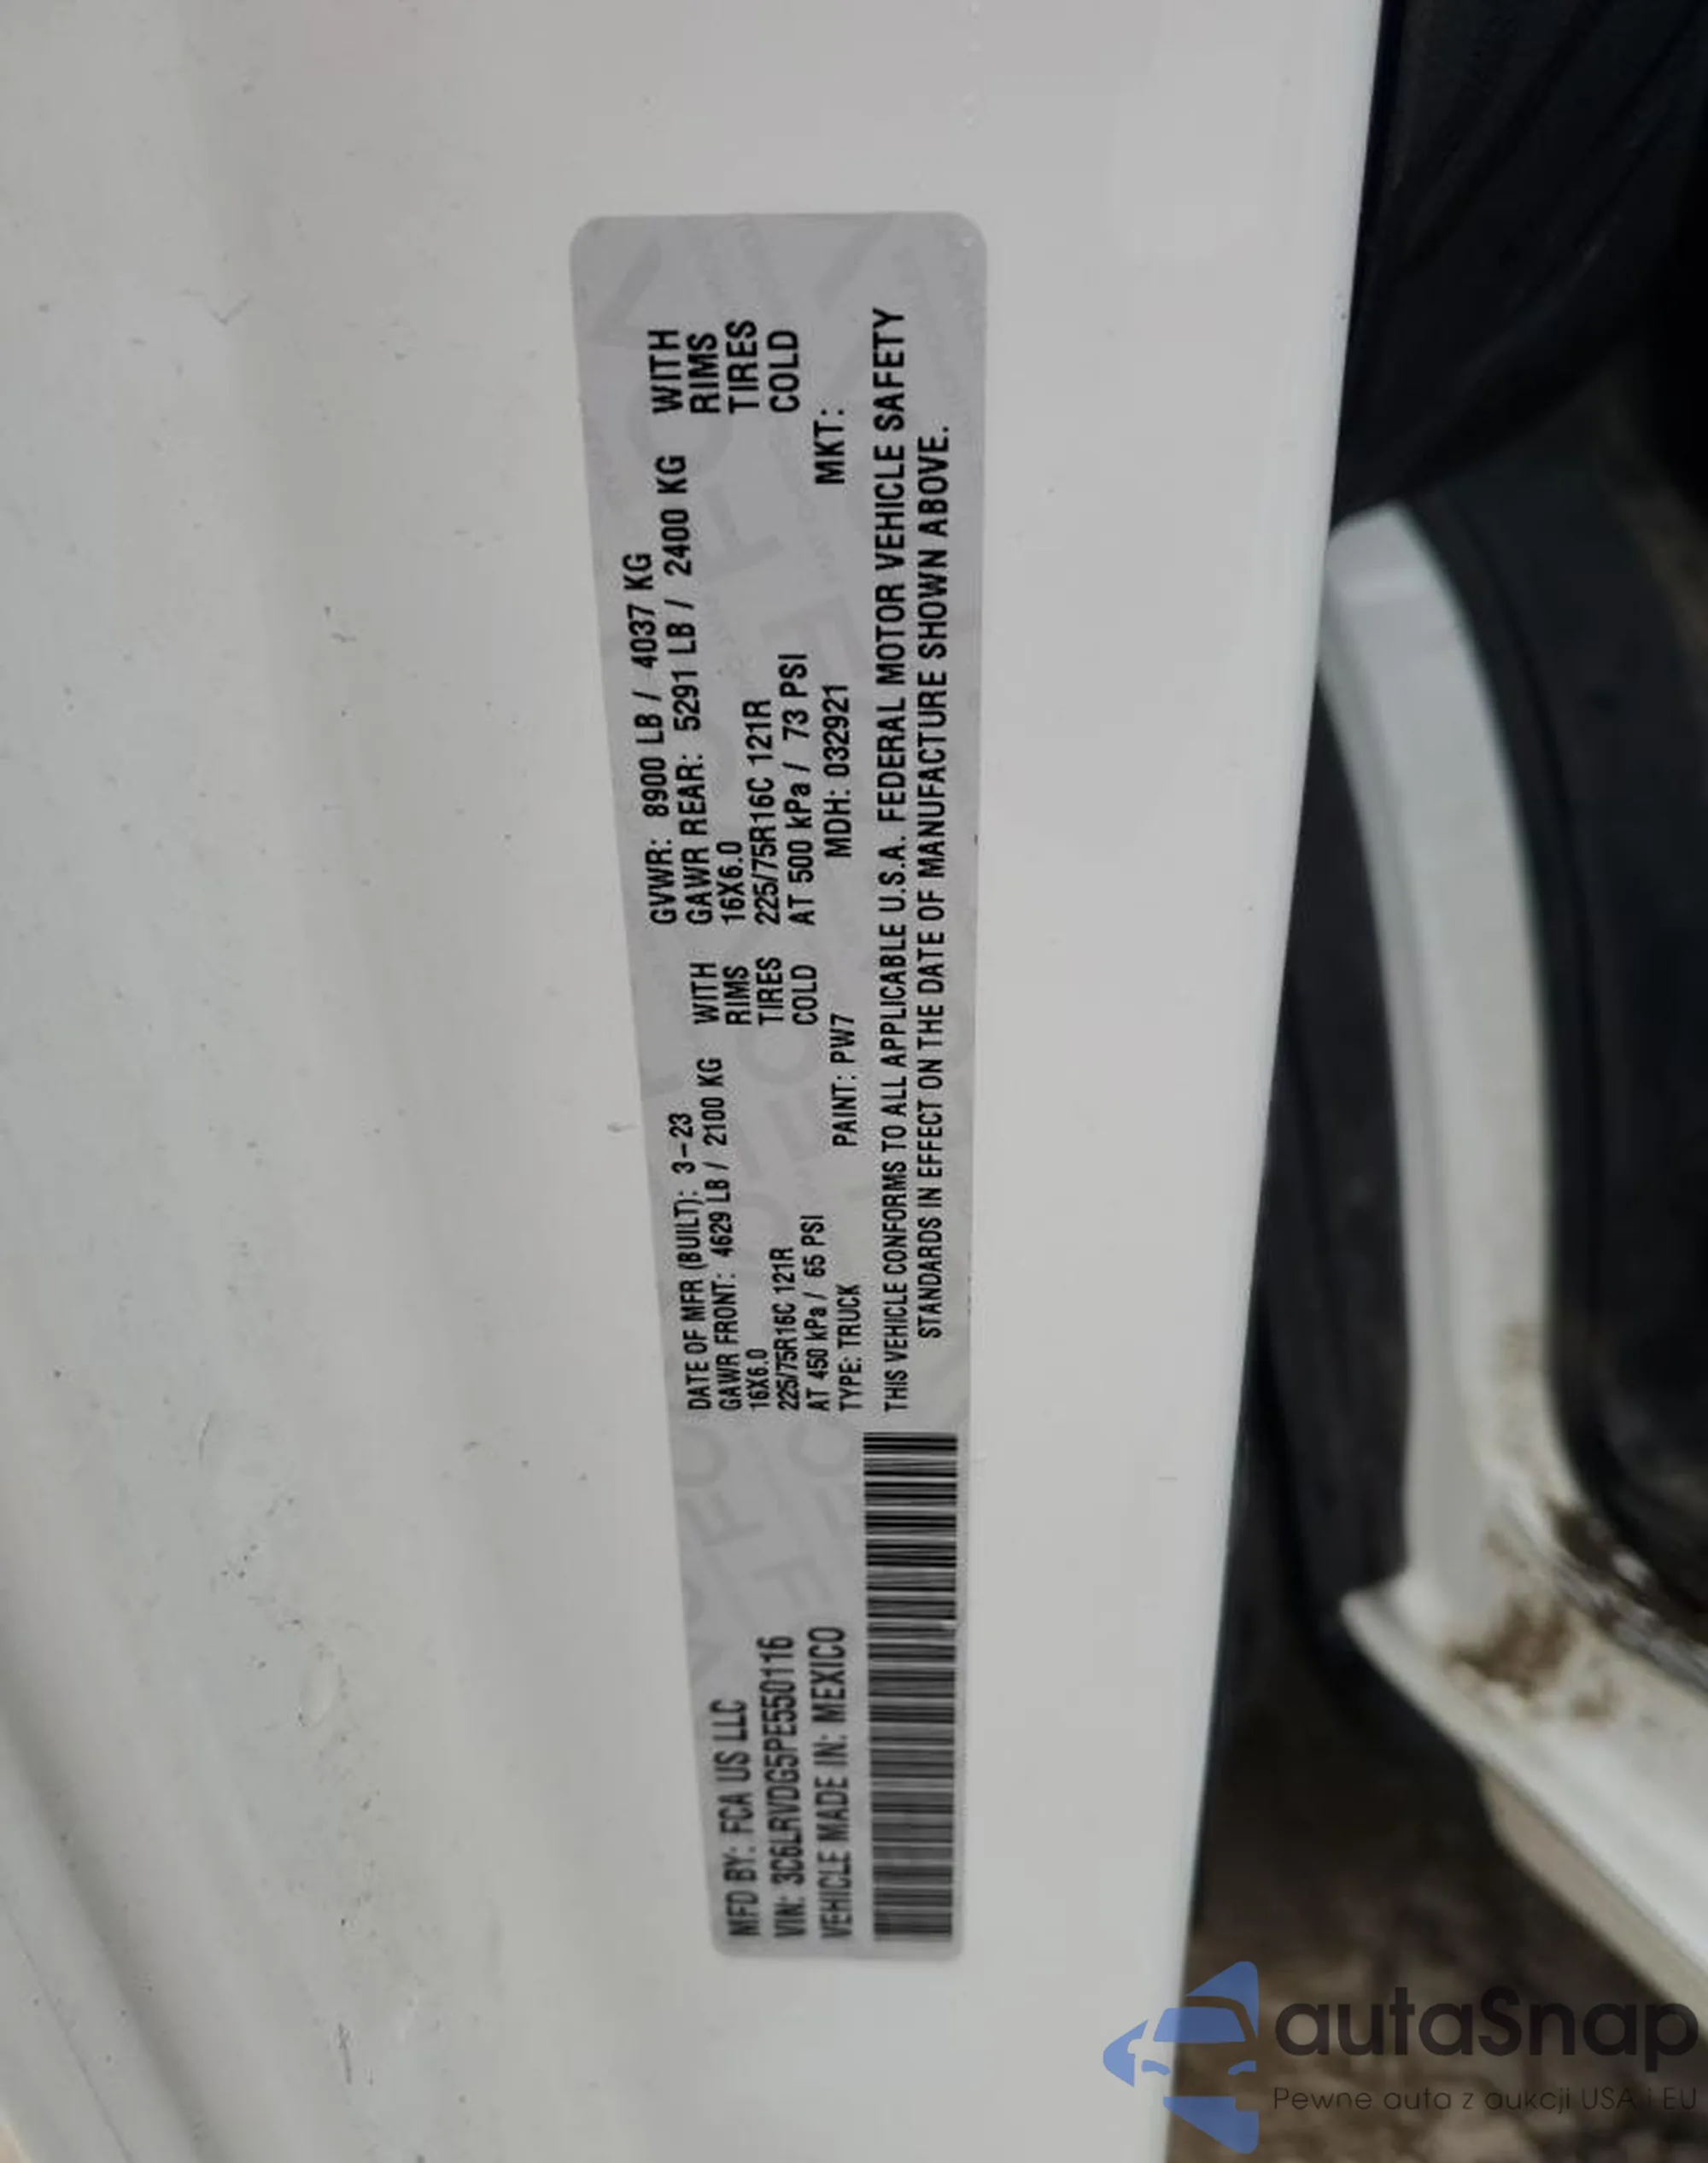 MFD BY: FCA US LLC
VIN: 3C6LRVDG5PE550116
VEHICLE MADE IN: MEXICO
DATE OF MFR (BUILT): 3-23
GVWR: 8900 LB / 4037 KG
GAWR FRONT: 4629 LB / 2100 KG WITH
16X6.0 RIMS
225/75R16C 121R TIRES
AT 450 kPa / 65 PSI COLD
GAWR REAR: 5291 LB / 2400 KG WITH
16X6.0 RIMS
225/75R16C 121R TIRES
AT 500 kPa / 73 PSI COLD
TYPE: TRUCK PAINT: PW7 MDH: 032921 MKT:
THIS VEHICLE CONFORMS TO ALL APPLICABLE U.S.A. FEDERAL MOTOR VEHICLE SAFETY
STANDARDS IN EFFECT ON THE DATE OF MANUFACTURE SHOWN ABOVE.
autaSnap
Pewne auta z aukcji USA i EU